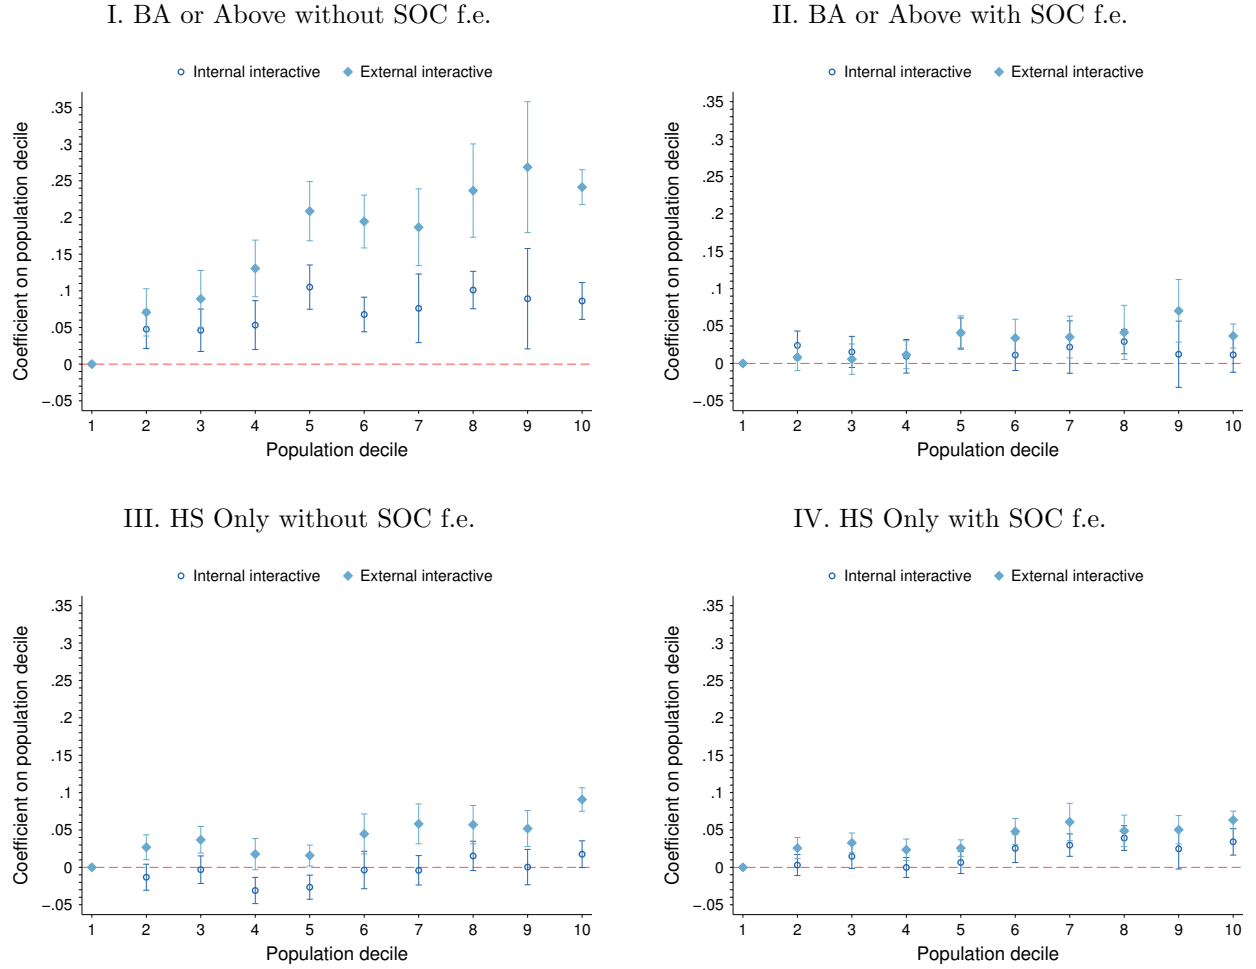 I. BA or Above without SOC f.e.
Internal interactive External interactive
Coefficient on population decile
.35
.3
.25
.2
.15
.1
.05
0
−.05
1 2 3 4 5 6 7 8 9 10
Population decile
II. BA or Above with SOC f.e.
Internal interactive External interactive
Coefficient on population decile
.35
.3
.25
.2
.15
.1
.05
0
−.05
1 2 3 4 5 6 7 8 9 10
Population decile
III. HS Only without SOC f.e.
Internal interactive External interactive
Coefficient on population decile
.35
.3
.25
.2
.15
.1
.05
0
−.05
1 2 3 4 5 6 7 8 9 10
Population decile
IV. HS Only with SOC f.e.
Internal interactive External interactive
Coefficient on population decile
.35
.3
.25
.2
.15
.1
.05
0
−.05
1 2 3 4 5 6 7 8 9 10
Population decile